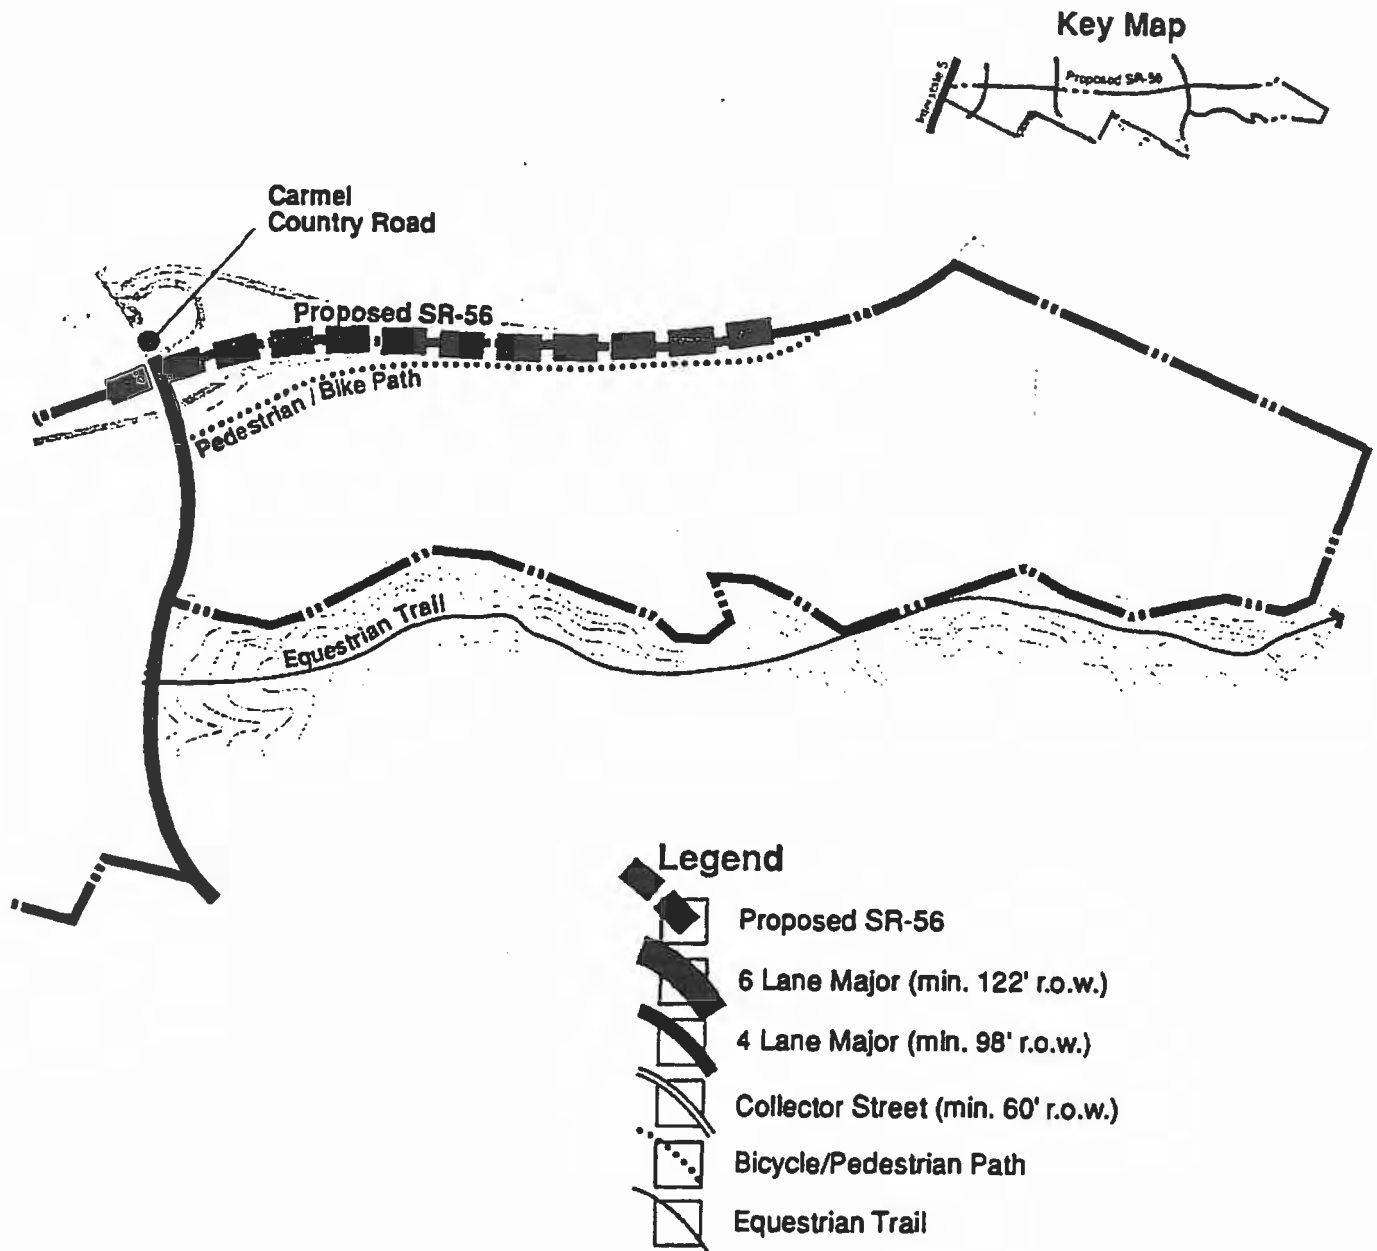 Key Map
Interstate 5
Proposed SR-56
Carmel
Country Road
Proposed SR-56
Pedestrian / Bike Path
Equestrian Trail
Legend
Proposed SR-56
6 Lane Major (min. 122' r.o.w.)
4 Lane Major (min. 98' r.o.w.)
Collector Street (min. 60' r.o.w.)
Bicycle/Pedestrian Path
Equestrian Trail